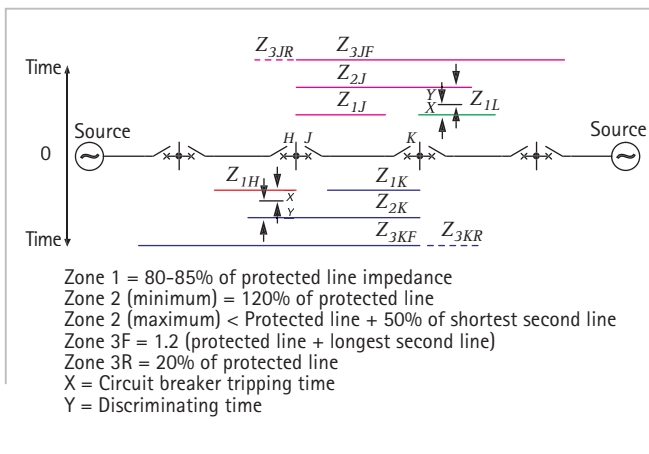 Z3JR Z3JF
Time
Z2J
Y
Z1J X Z1L
Source H J K Source
0
Z1H X Z1K
Y Z2K
Time Z3KF Z3KR
Zone 1 = 80-85% of protected line impedance
Zone 2 (minimum) = 120% of protected line
Zone 2 (maximum) < Protected line + 50% of shortest second line
Zone 3F = 1.2 (protected line + longest second line)
Zone 3R = 20% of protected line
X = Circuit breaker tripping time
Y = Discriminating time